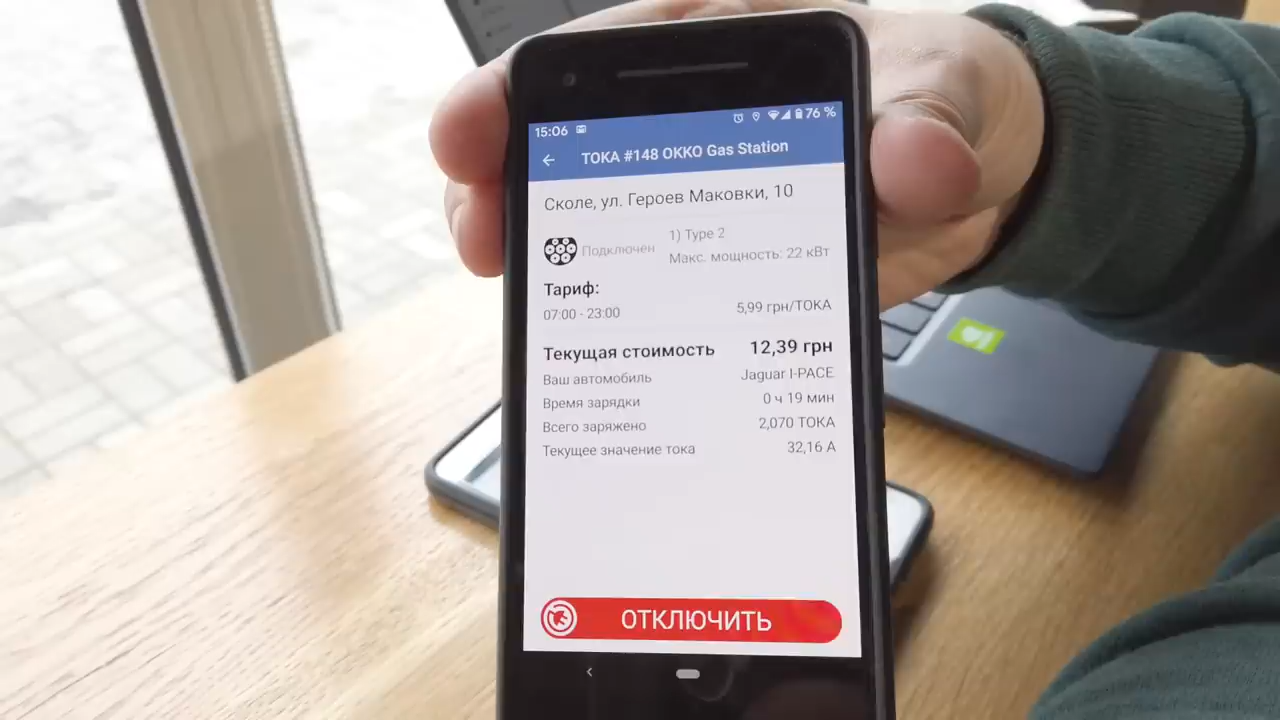 15:06 76 %
TOKA #148 OKKO Gas Station
Сколе, ул. Героев Маковки, 10
Подключен
1) Type 2
Макс. мощность: 22 кВт
Тариф:
07:00 - 23:00 5,99 грн/ТОКА
Текущая стоимость 12,39 грн
Ваш автомобиль Jaguar I-PACE
Время зарядки 0 ч 19 мин
Всего заряжено 2,070 ТОКА
Текущее значение тока 32,16 А
ОТКЛЮЧИТЬ